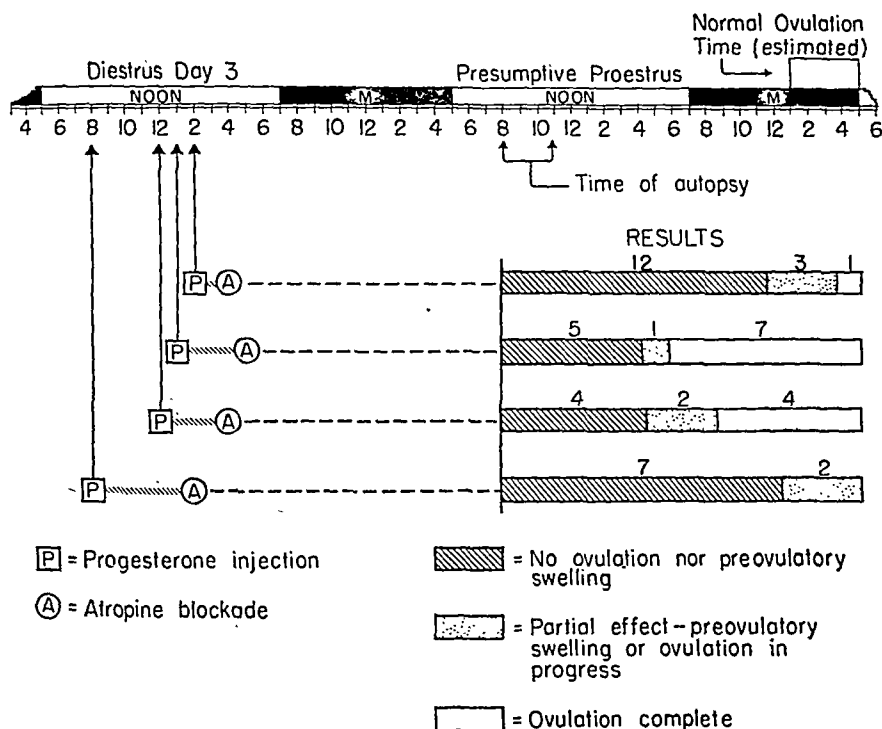 Normal Ovulation
Time (estimated)
Diestrus Day 3
Presumptive Proestrus
NOON
M
NOON
M
4 6 8 10 12 2 4 6 8 10 12 2 4 6 8 10 12 2 4 6 8 10 12 2 4 6
Time of autopsy
RESULTS
12 3 1
P A
5 1 7
P A
4 2 4
P A
7 2
P A
P = Progesterone injection
A = Atropine blockade
= No ovulation nor preovulatory
swelling
= Partial effect-preovulatory
swelling or ovulation in
progress
= Ovulation complete